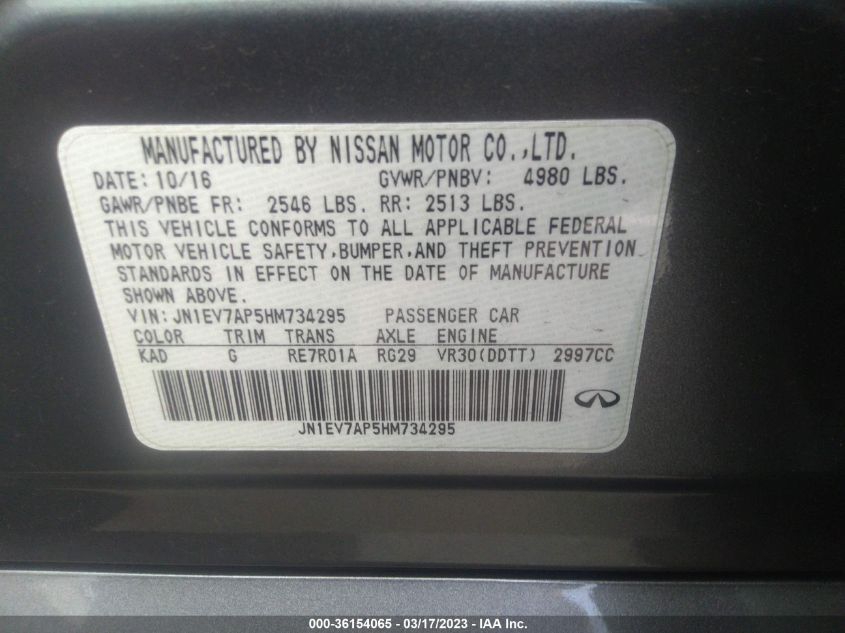 MANUFACTURED BY NISSAN MOTOR CO.,LTD.
DATE: 10/16 GVWR/PNBV: 4980 LBS.
GAWR/PNBE FR: 2546 LBS. RR: 2513 LBS.
THIS VEHICLE CONFORMS TO ALL APPLICABLE FEDERAL
MOTOR VEHICLE SAFETY,BUMPER,AND THEFT PREVENTION
STANDARDS IN EFFECT ON THE DATE OF MANUFACTURE
SHOWN ABOVE.
VIN: JN1EV7AP5HM734295 PASSENGER CAR
COLOR TRIM TRANS AXLE ENGINE
KAD G RE7R01A RG29 VR30(DDTT) 2997CC
JN1EV7AP5HM734295
000-36154065 - 03/17/2023 - IAA Inc.